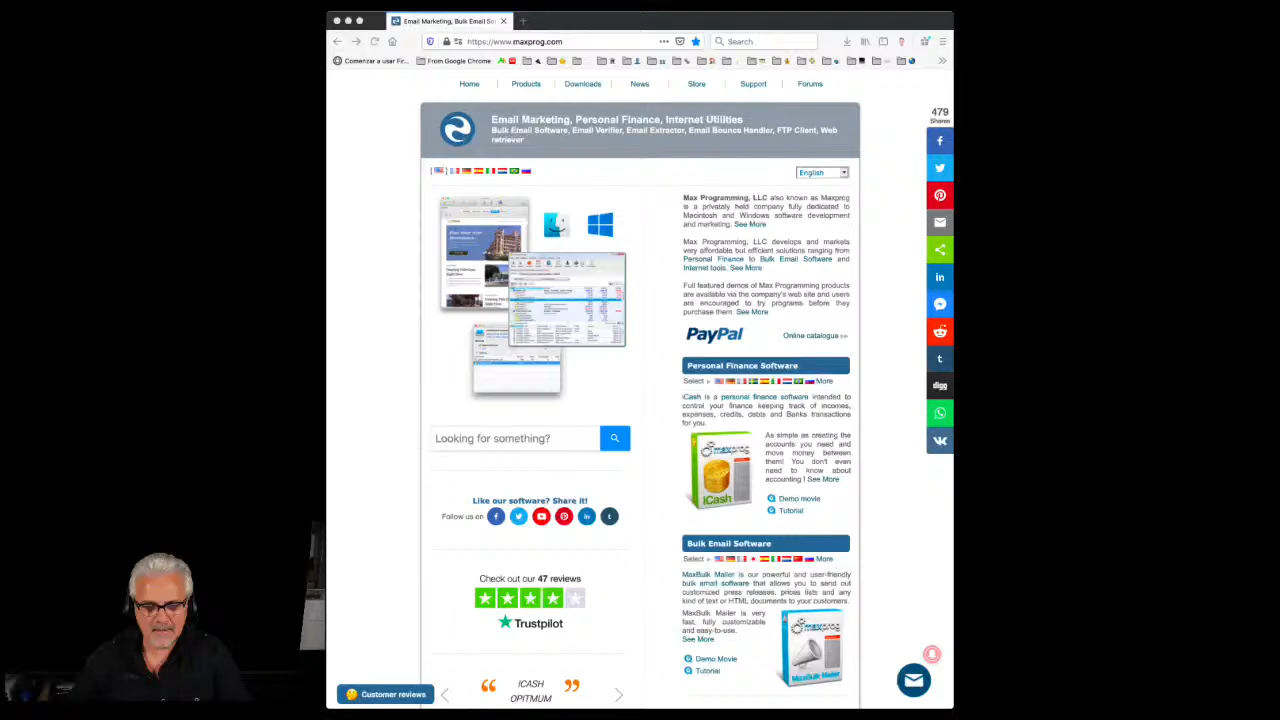 Email Marketing, Bulk Email So
https://www.maxprog.com
Search
Comenzar a usar Fir...
From Google Chrome
Home
Products
Downloads
News
Store
Support
Forums
Email Marketing, Personal Finance, Internet Utilities
Bulk Email Software, Email Verifier, Email Extractor, Email Bounce Handler, FTP Client, Web
retriever
479
Shares
English
Max Programming, LLC also known as Maxprog
is a privately held company fully dedicated to
Macintosh and Windows software development
and marketing. See More
Max Programming, LLC develops and markets
very affordable but efficient solutions ranging from
Personal Finance to Bulk Email Software and
Internet tools. See More
Full featured demos of Max Programming products
are available via the company's web site and users
are encouraged to try programs before they
purchase them. See More
PayPal
Online catalogue
Personal Finance Software
Select
More
iCash is a personal finance software intended to
control your finance keeping track of incomes,
expenses, credits, debts and Banks transactions
for you.
As simple as creating the
accounts you need and
move money between
them! You don't even
need to know about
accounting ! See More
maxprog
iCash
Demo movie
Tutorial
Looking for something?
Like our software? Share it!
Follow us on
Bulk Email Software
Select
More
MaxBulk Mailer is our powerful and user-friendly
bulk email software that allows you to send out
customized press releases, prices lists and any
kind of text or HTML documents to your customers.
MaxBulk Mailer is very
fast, fully customizable
and easy-to-use.
See More
maxprog
MaxBulk Mailer
Demo Movie
Tutorial
Check out our 47 reviews
Trustpilot
ICASH
OPITMUM
Customer reviews
digg